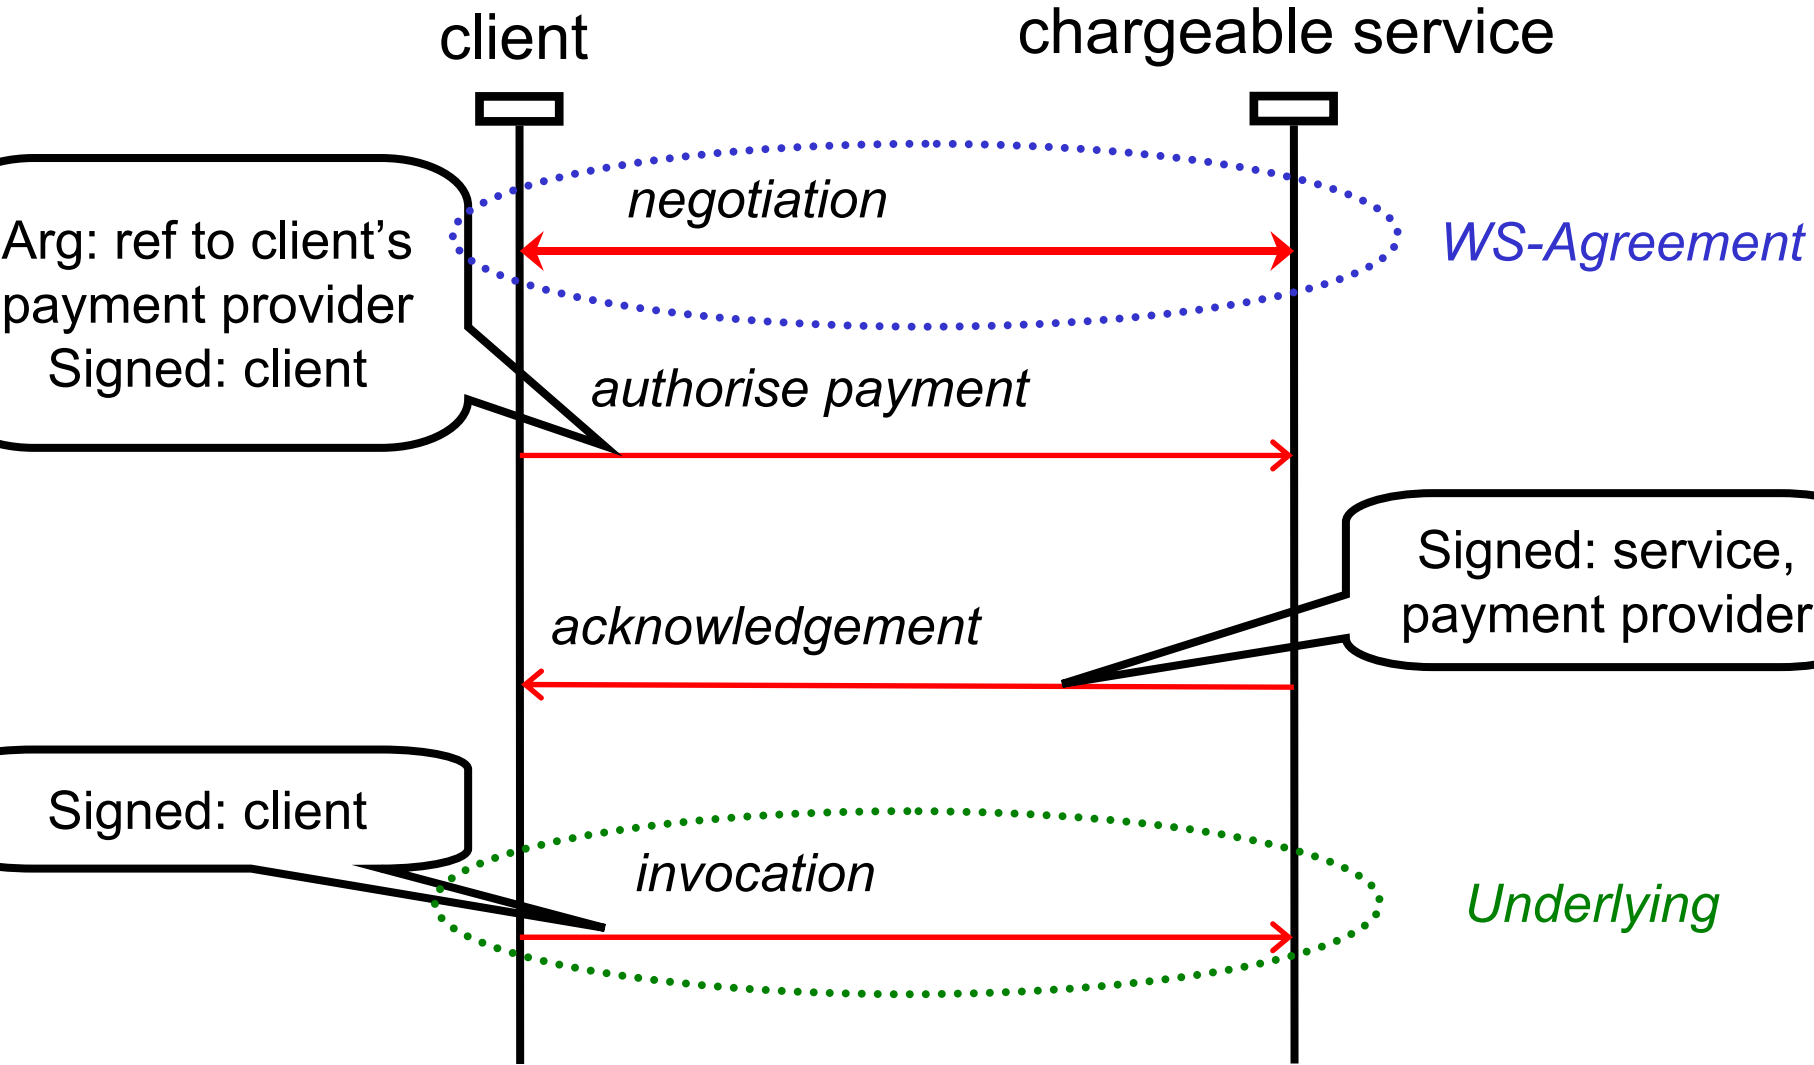 client
chargeable service
negotiation
WS-Agreement
Arg: ref to client’s
payment provider
Signed: client
authorise payment
Signed: service,
payment provider
acknowledgement
Signed: client
invocation
Underlying